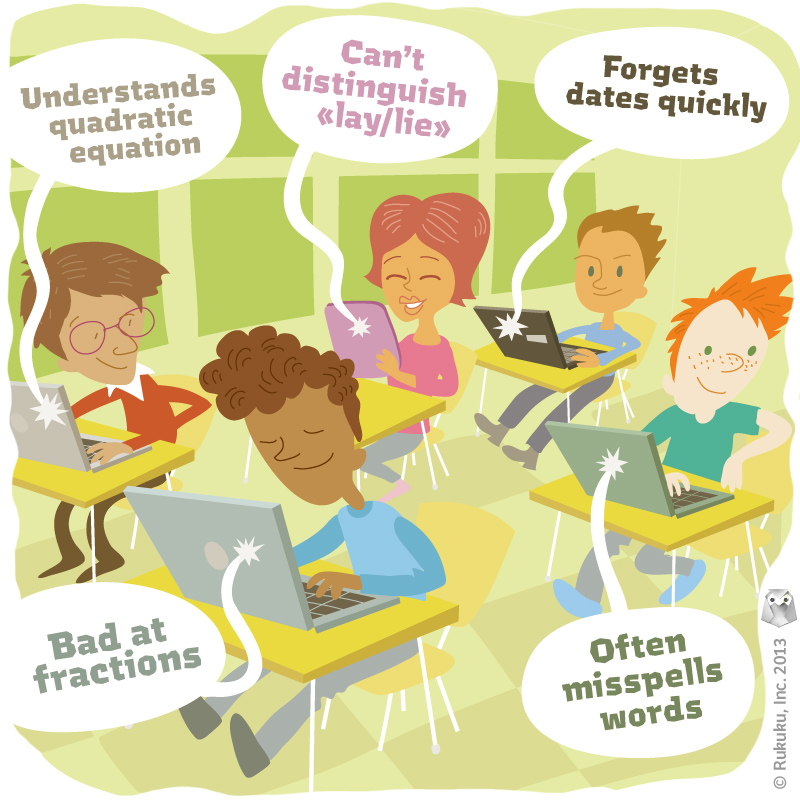 Understands
quadratic
equation
Can't
distinguish
«lay/lie»
Forgets
dates quickly
Bad at
fractions
Often
misspells
words
© Rukuku, Inc. 2013